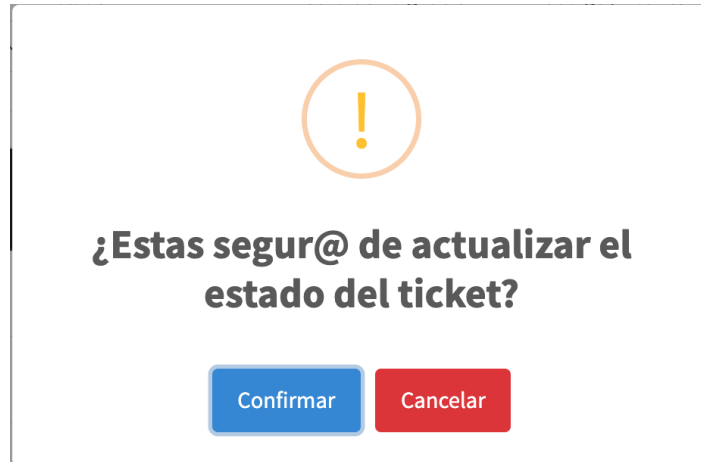 !
¿Estas segur@ de actualizar el
estado del ticket?
Confirmar
Cancelar